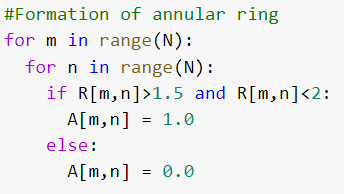 #Formation of annular ring
for m in range(N):
  for n in range(N):
    if R[m,n]>1.5 and R[m,n]<2:
      A[m,n] = 1.0
    else:
      A[m,n] = 0.0